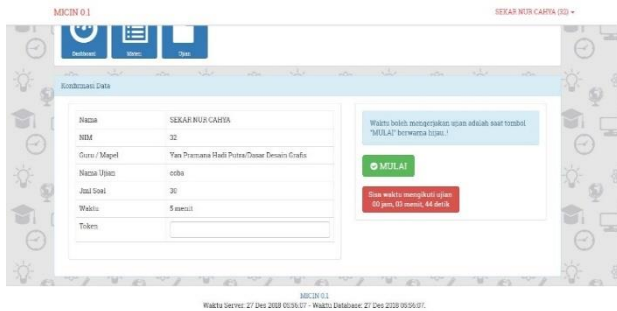 MICIN 0.1
SEKAR NUR CAHYA (32)
Dashboard
Materi
Ujian
Konfirmasi Data
Nama SEKAR NUR CAHYA
NIM 32
Guru / Mapel Yan Pramana Hadi Putra/Dasar Desain Grafis
Nama Ujian coba
Jml Soal 30
Waktu 5 menit
Token
Waktu boleh mengerjakan ujian adalah saat tombol
"MULAI" berwarna hijau..!
MULAI
Sisa waktu mengikuti ujian
00 jam, 03 menit, 44 detik
MICIN 0.1
Waktu Server: 27 Des 2018 05:56:07 - Waktu Database: 27 Des 2018 05:56:07.